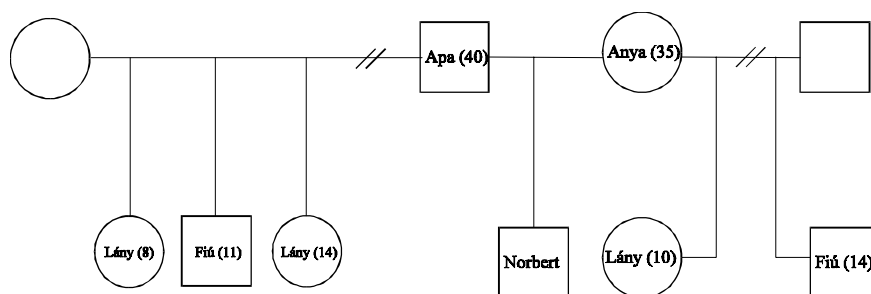 Apa (40)
Anya (35)
Lány (8)
Fiú (11)
Lány (14)
Norbert
Lány (10)
Fiú (14)